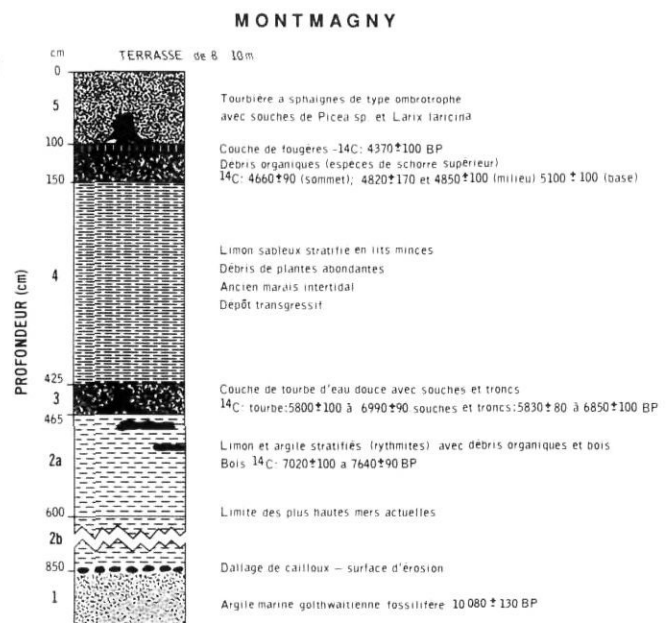 MONTMAGNY
cm TERRASSE de 8 10m
0
5
Tourbière a sphaignes de type ombrotrophe
avec souches de Picea sp. et Larix laricina
100
Couche de fougères -14C: 4370±100 BP
Débris organiques (espèces de schorre supérieur)
150
14C: 4660±90 (sommet); 4820±170 et 4850±100 (milieu) 5100 ±100 (base)
PROFONDEUR (cm)
4
Limon sableux stratifié en lits minces
Débris de plantes abondantes
Ancien marais intertidal
Dépôt transgressif
425
3
Couche de tourbe d'eau douce avec souches et troncs
14C: tourbe:5800±100 à 6990±90 souches et troncs:5830±80 à 6850±100 BP
465
2a
Limon et argile stratifiés (rythmites) avec débris organiques et bois
Bois 14C: 7020±100 a 7640±90 BP
600
Limite des plus hautes mers actuelles
2b
850
Dallage de cailloux – surface d'érosion
1
Argile marine golthwaitienne fossilifère 10 080 ± 130 BP